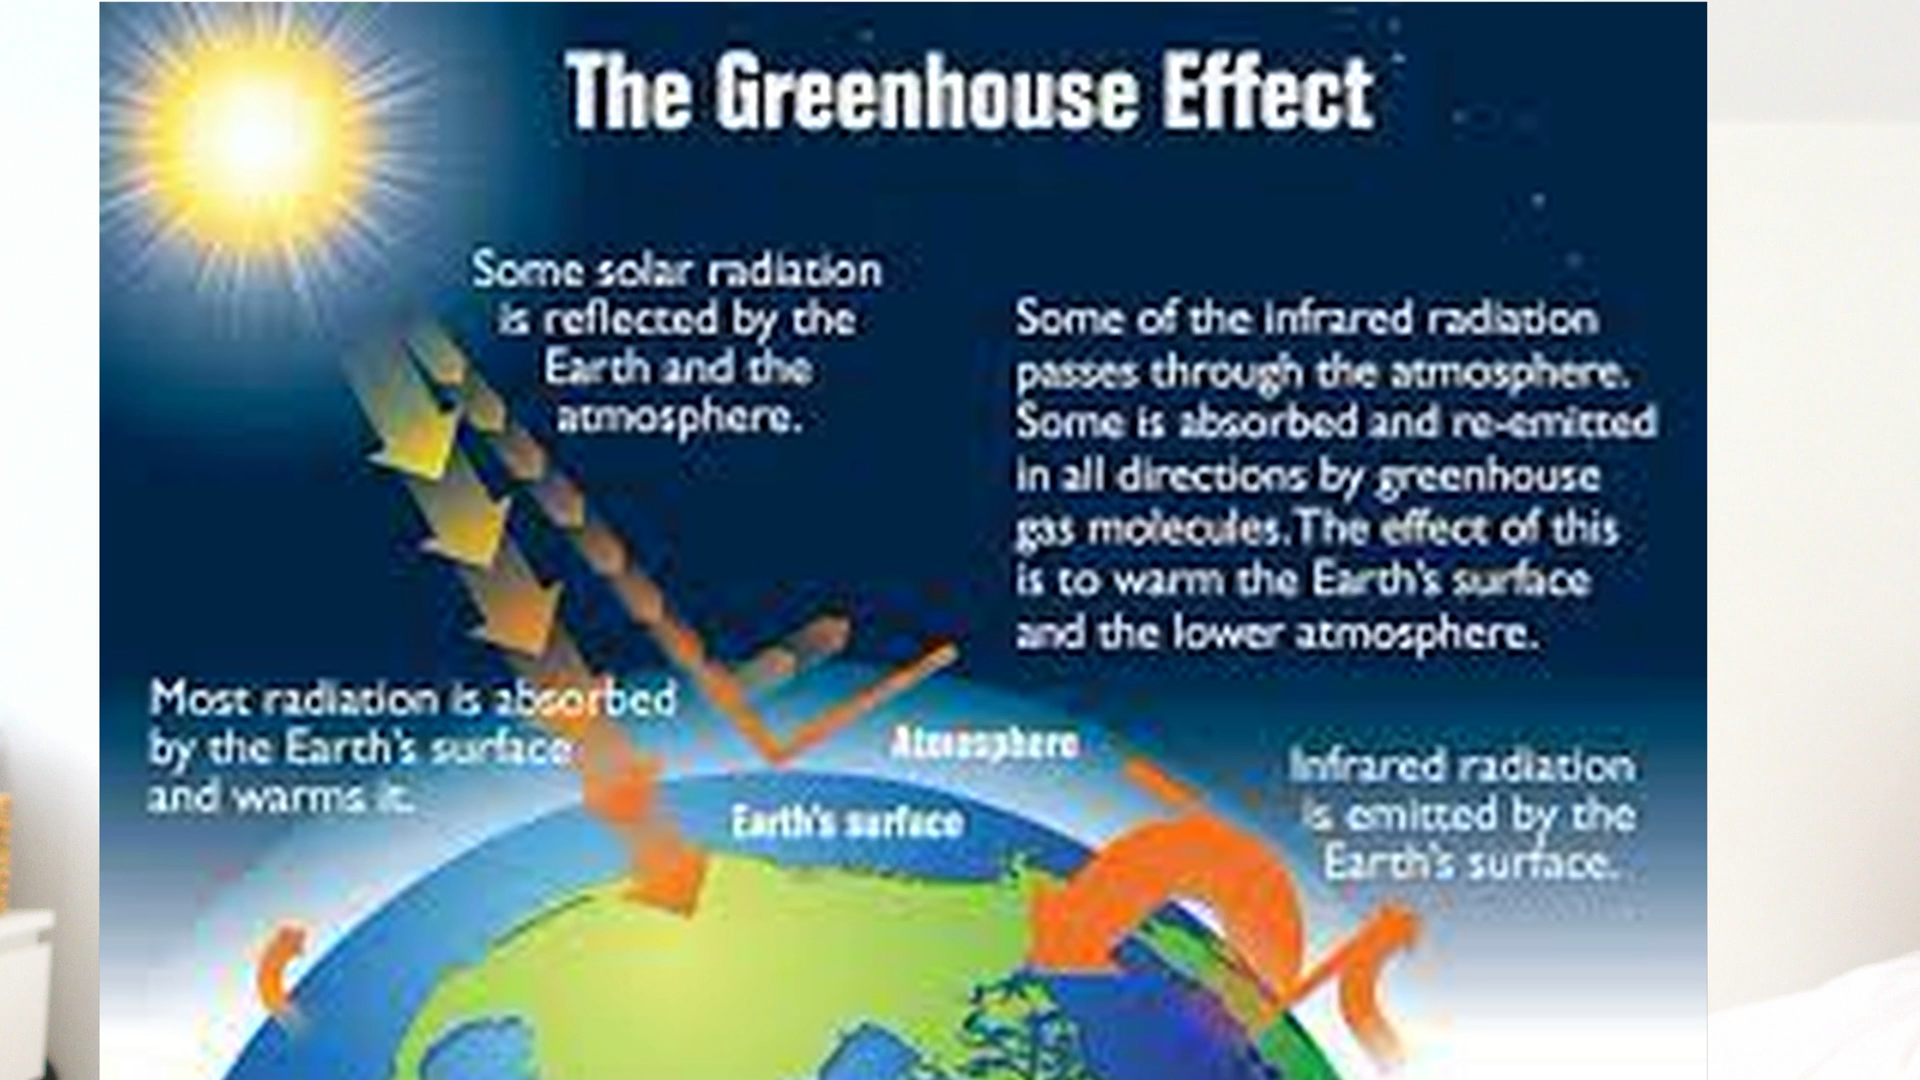 The Greenhouse Effect
Some solar radiation
is reflected by the
Earth and the
atmosphere.
Some of the infrared radiation
passes through the atmosphere.
Some is absorbed and re-emitted
in all directions by greenhouse
gas molecules. The effect of this
is to warm the Earth's surface
and the lower atmosphere.
Most radiation is absorbed
by the Earth's surface
and warms it.
Atmosphere
Earth's surface
Infrared radiation
is emitted by the
Earth's surface.